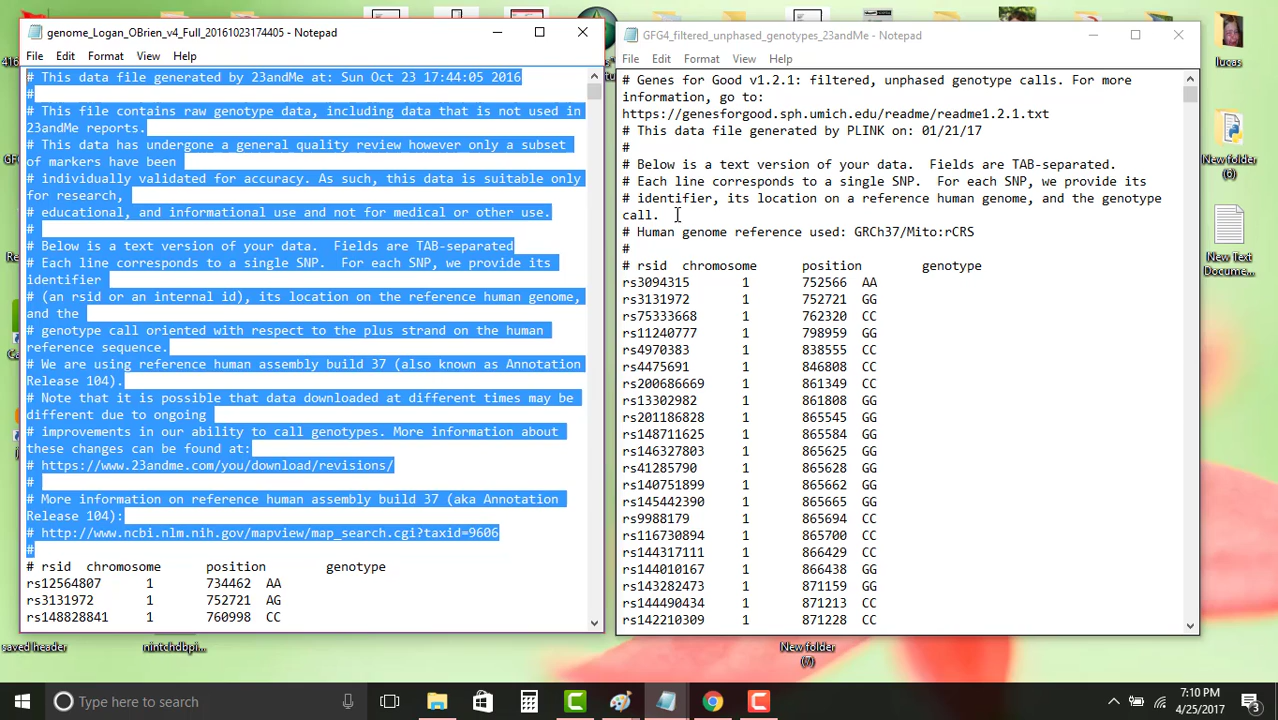 genome_Logan_OBrien_v4_Full_20161023174405 - Notepad
File Edit Format View Help
# This data file generated by 23andMe at: Sun Oct 23 17:44:05 2016
#
# This file contains raw genotype data, including data that is not used in
23andMe reports.
# This data has undergone a general quality review however only a subset
of markers have been
# individually validated for accuracy. As such, this data is suitable only
for research,
# educational, and informational use and not for medical or other use.
#
# Below is a text version of your data.  Fields are TAB-separated
# Each line corresponds to a single SNP.  For each SNP, we provide its
identifier
# (an rsid or an internal id), its location on the reference human genome,
and the
# genotype call oriented with respect to the plus strand on the human
reference sequence.
# We are using reference human assembly build 37 (also known as Annotation
Release 104).
# Note that it is possible that data downloaded at different times may be
different due to ongoing
# improvements in our ability to call genotypes. More information about
these changes can be found at:
# https://www.23andme.com/you/download/revisions/
#
# More information on reference human assembly build 37 (aka Annotation
Release 104):
# http://www.ncbi.nlm.nih.gov/mapview/map_search.cgi?taxid=9606
#
# rsid chromosome position genotype
rs12564807 1 734462 AA
rs3131972 1 752721 AG
rs148828841 1 760998 CC
GFG4_filtered_unphased_genotypes_23andMe - Notepad
File Edit Format View Help
# Genes for Good v1.2.1: filtered, unphased genotype calls. For more
information, go to:
https://genesforgood.sph.umich.edu/readme/readme1.2.1.txt
# This data file generated by PLINK on: 01/21/17
#
# Below is a text version of your data.  Fields are TAB-separated.
# Each line corresponds to a single SNP.  For each SNP, we provide its
# identifier, its location on a reference human genome, and the genotype
call.
# Human genome reference used: GRCh37/Mito:rCRS
#
# rsid chromosome position genotype
rs3094315 1 752566 AA
rs3131972 1 752721 GG
rs75333668 1 762320 CC
rs11240777 1 798959 GG
rs4970383 1 838555 CC
rs4475691 1 846808 CC
rs200686669 1 861349 CC
rs13302982 1 861808 GG
rs201186828 1 865545 GG
rs148711625 1 865584 GG
rs146327803 1 865625 GG
rs41285790 1 865628 GG
rs140751899 1 865662 GG
rs145442390 1 865665 GG
rs9988179 1 865694 CC
rs116730894 1 865700 CC
rs144317111 1 866429 CC
rs144010167 1 866438 GG
rs143282473 1 871159 GG
rs144490434 1 871213 CC
rs142210309 1 871228 CC
lucas
New folder
(6)
New Text
Docume...
saved header
nintchdbpi...
New folder
(7)
Type here to search
7:10 PM
4/25/2017
3